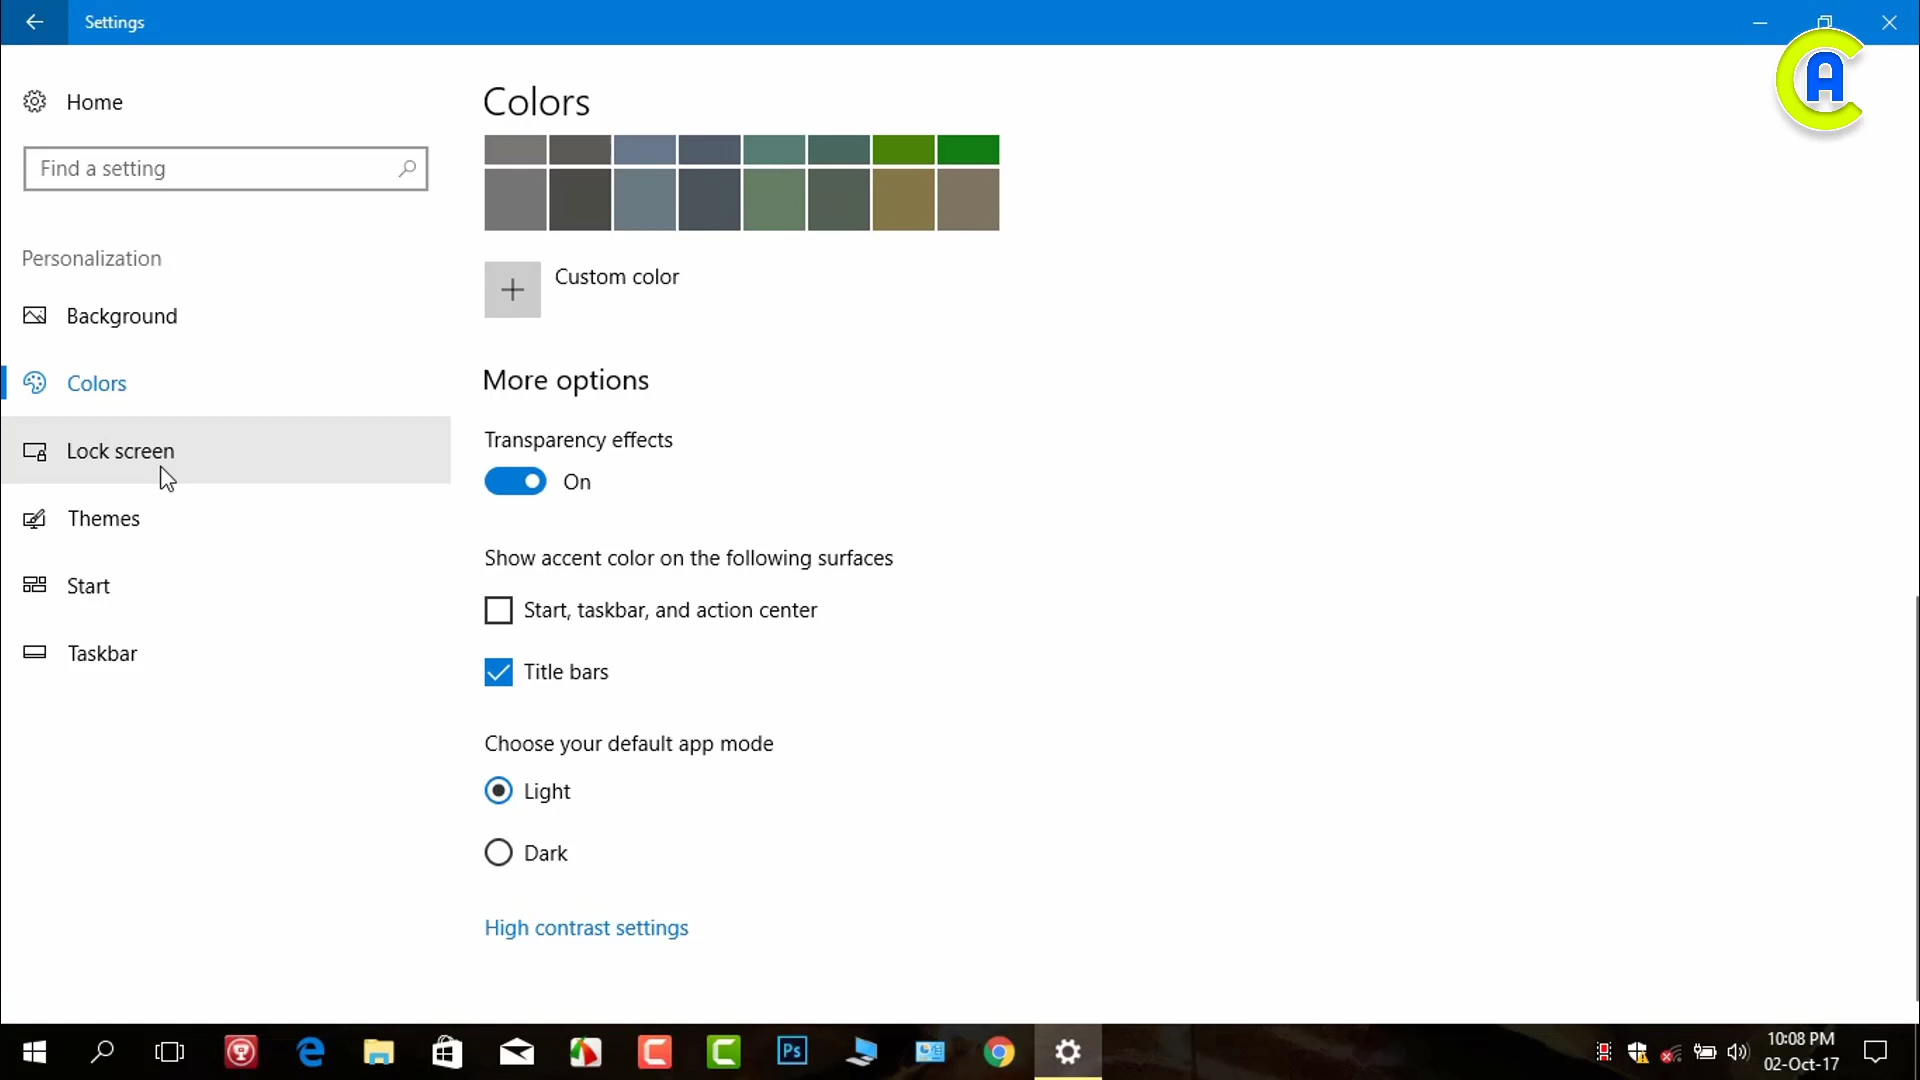 Settings
Home
Find a setting
Personalization
Background
Colors
Lock screen
Themes
Start
Taskbar
Colors
Custom color
More options
Transparency effects
On
Show accent color on the following surfaces
Start, taskbar, and action center
Title bars
Choose your default app mode
Light
Dark
High contrast settings
CA
Ps
10:08 PM
02-Oct-17